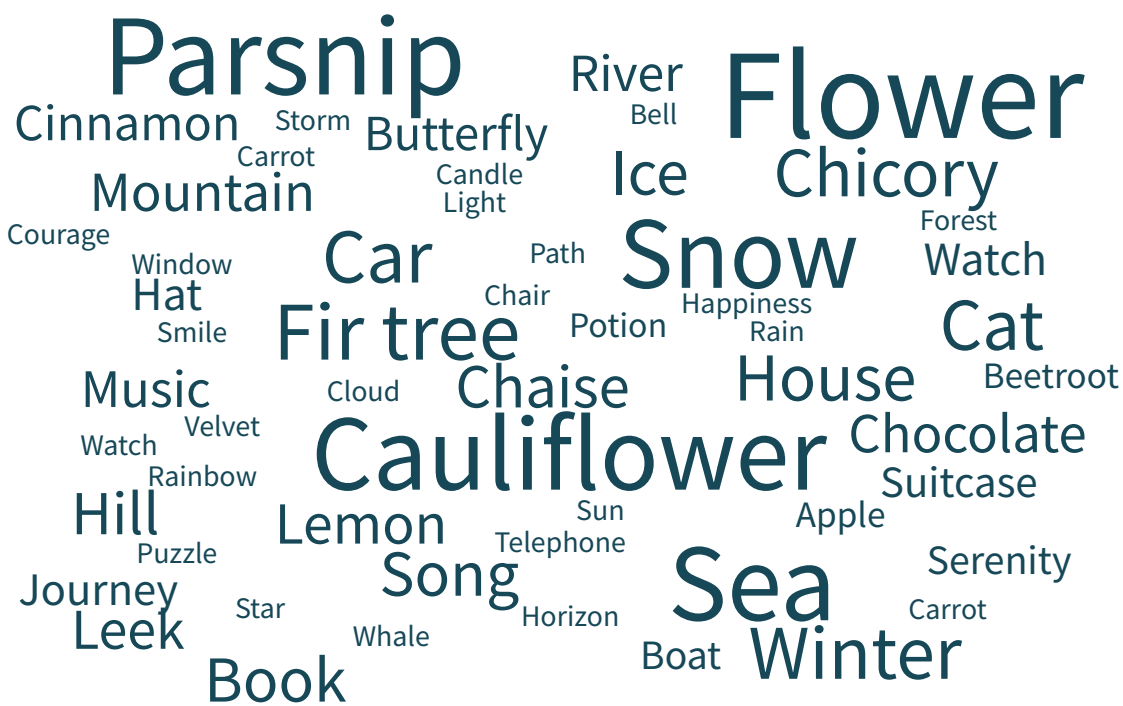 Parsnip
River
Flower
Cinnamon
Storm
Butterfly
Bell
Carrot
Candle
Ice
Chicory
Mountain
Light
Courage
Car
Path
Snow
Forest
Window
Watch
Hat
Chair
Happiness
Smile
Fir tree
Potion
Rain
Cat
Music
Cloud
Chaise
House
Beetroot
Velvet
Watch
Cauliflower
Chocolate
Rainbow
Suitcase
Hill
Lemon
Sun
Apple
Puzzle
Telephone
Song
Sea
Serenity
Journey
Star
Horizon
Carrot
Leek
Whale
Boat
Winter
Book